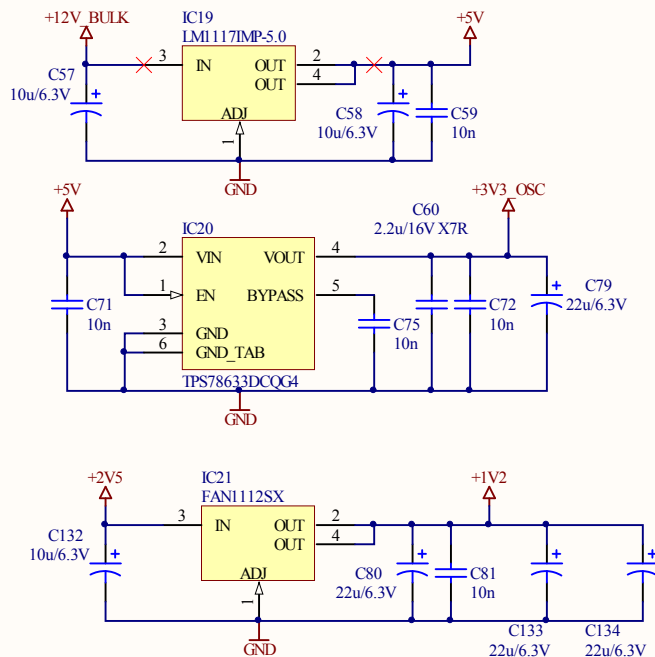 +12V_BULK
IC19
LM1117IMP-5.0
+5V
C57
10u/6.3V
3
IN
OUT
2
OUT
4
ADJ
1
C58
10u/6.3V
C59
10n
GND
+5V
IC20
C60
2.2u/16V X7R
+3V3_OSC
2
VIN
VOUT
4
1
EN
BYPASS
5
C71
10n
3
GND
6
GND_TAB
C75
10n
C72
10n
C79
22u/6.3V
TPS78633DCQG4
GND
+2V5
IC21
FAN1112SX
+1V2
C132
10u/6.3V
3
IN
OUT
2
OUT
4
ADJ
1
C80
22u/6.3V
C81
10n
C133
22u/6.3V
C134
22u/6.3V
GND